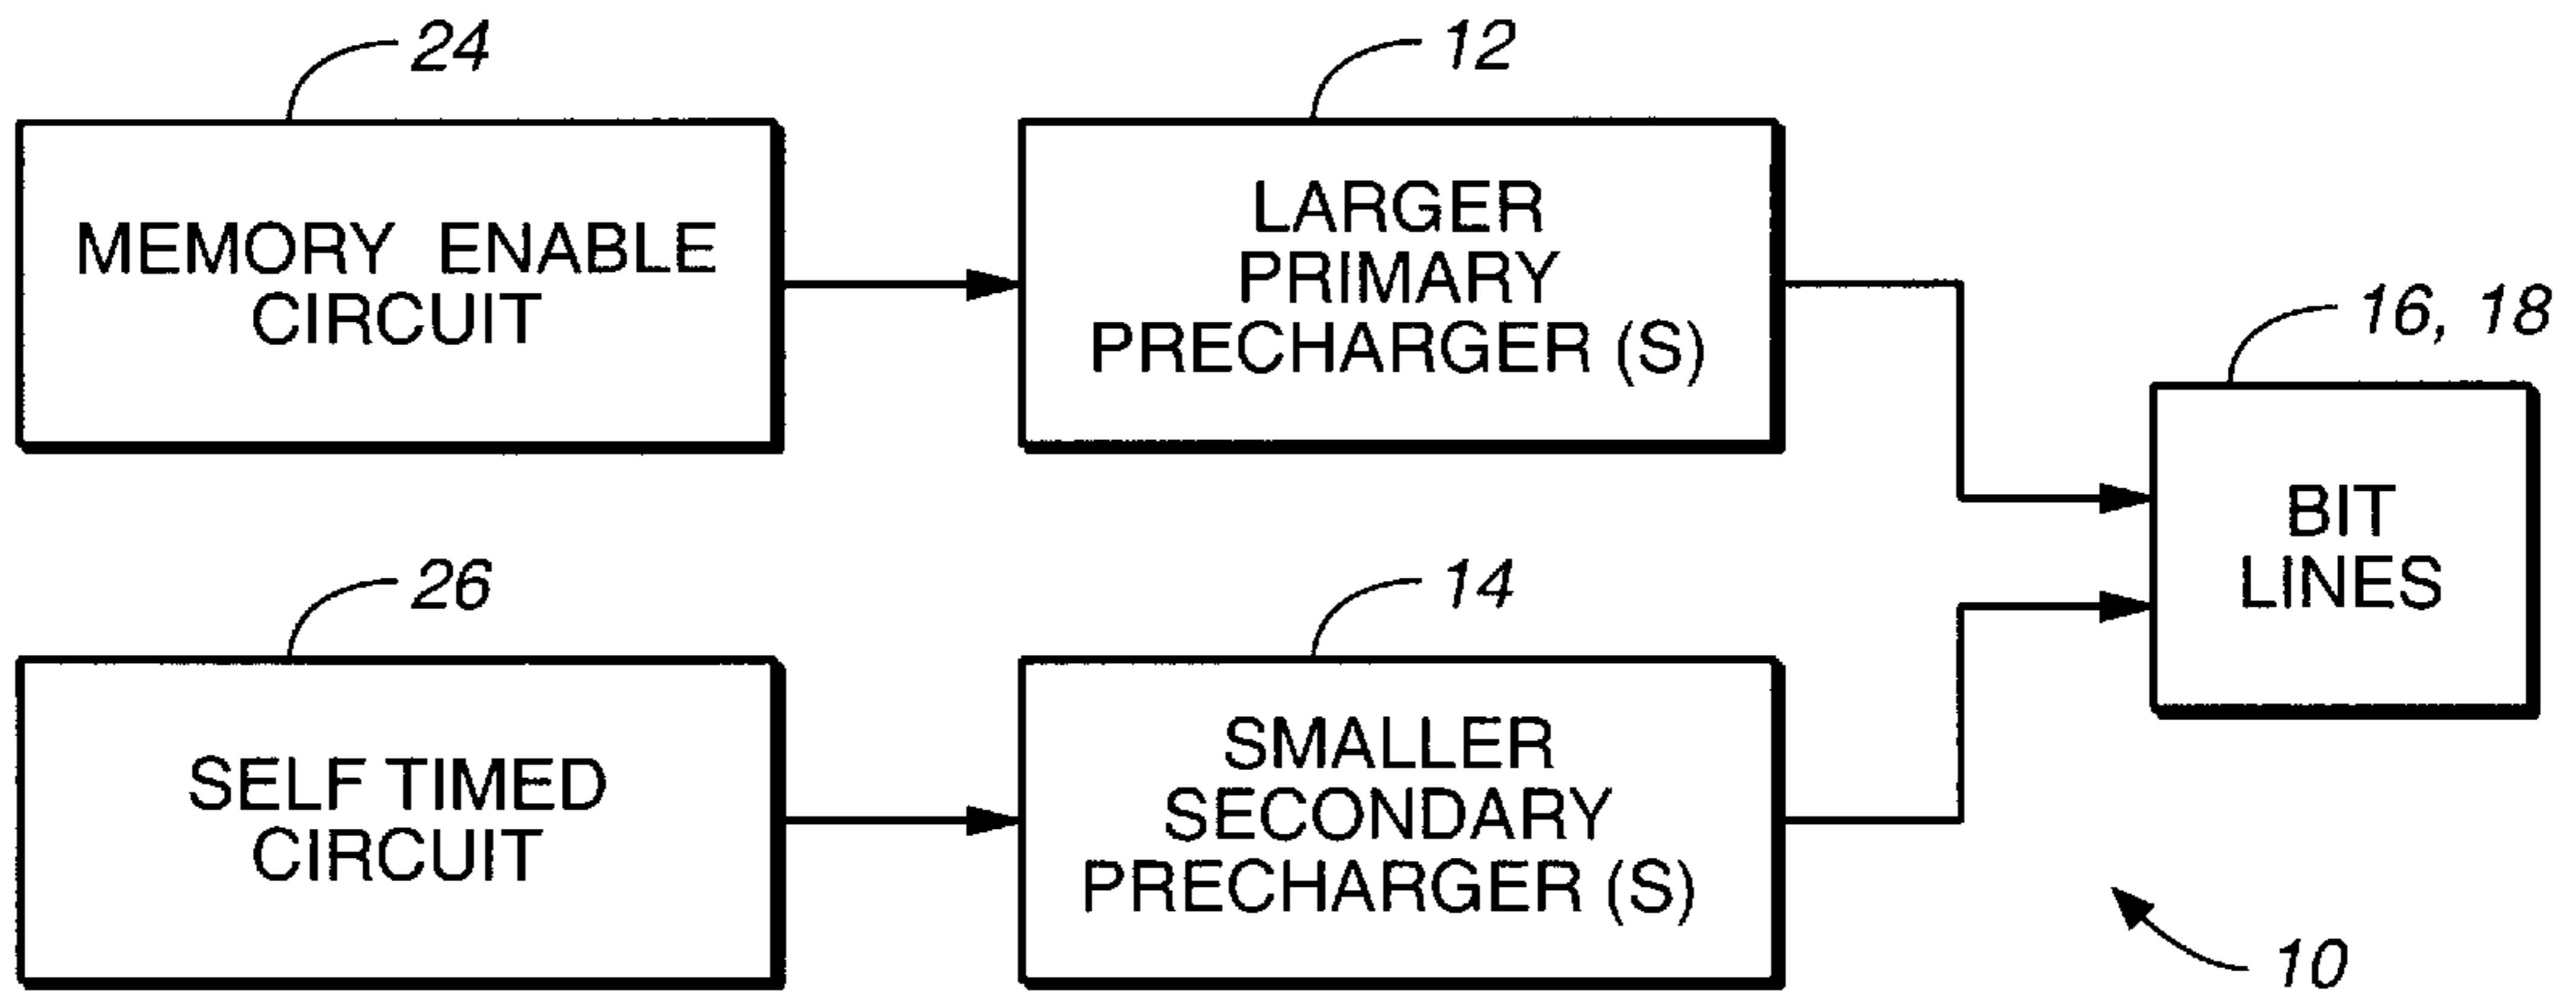 24
MEMORY ENABLE
CIRCUIT
12
LARGER
PRIMARY
PRECHARGER (S)
16, 18
BIT
LINES
26
SELF TIMED
CIRCUIT
14
SMALLER
SECONDARY
PRECHARGER (S)
10